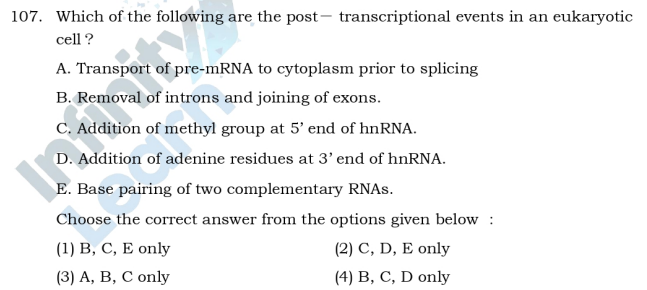 107. Which of the following are the post− transcriptional events in an eukaryotic
cell ?
A. Transport of pre-mRNA to cytoplasm prior to splicing
B. Removal of introns and joining of exons.
C. Addition of methyl group at 5’ end of hnRNA.
D. Addition of adenine residues at 3’ end of hnRNA.
E. Base pairing of two complementary RNAs.
Choose the correct answer from the options given below :
(1) B, C, E only (2) C, D, E only
(3) A, B, C only (4) B, C, D only
Infinity
Learn